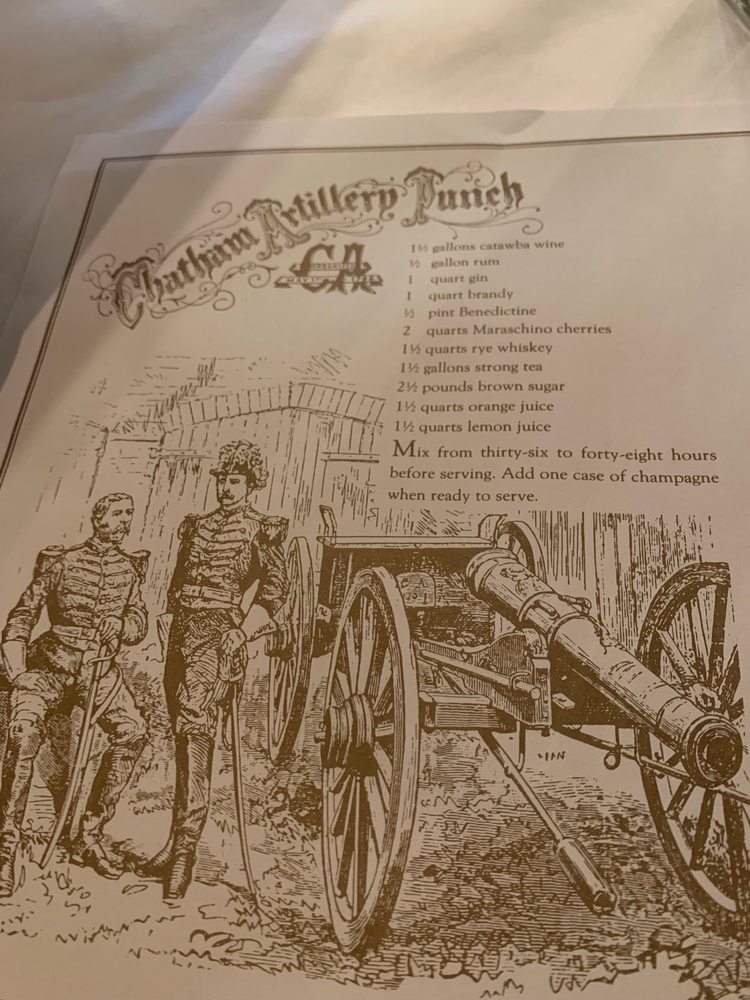 Chatham Artillery Punch
CA
1½ gallons catawba wine
½ gallon rum
1 quart gin
1 quart brandy
½ pint Benedictine
2 quarts Maraschino cherries
1½ quarts rye whiskey
1½ gallons strong tea
2½ pounds brown sugar
1½ quarts orange juice
1½ quarts lemon juice
Mix from thirty-six to forty-eight hours
before serving. Add one case of champagne
when ready to serve.